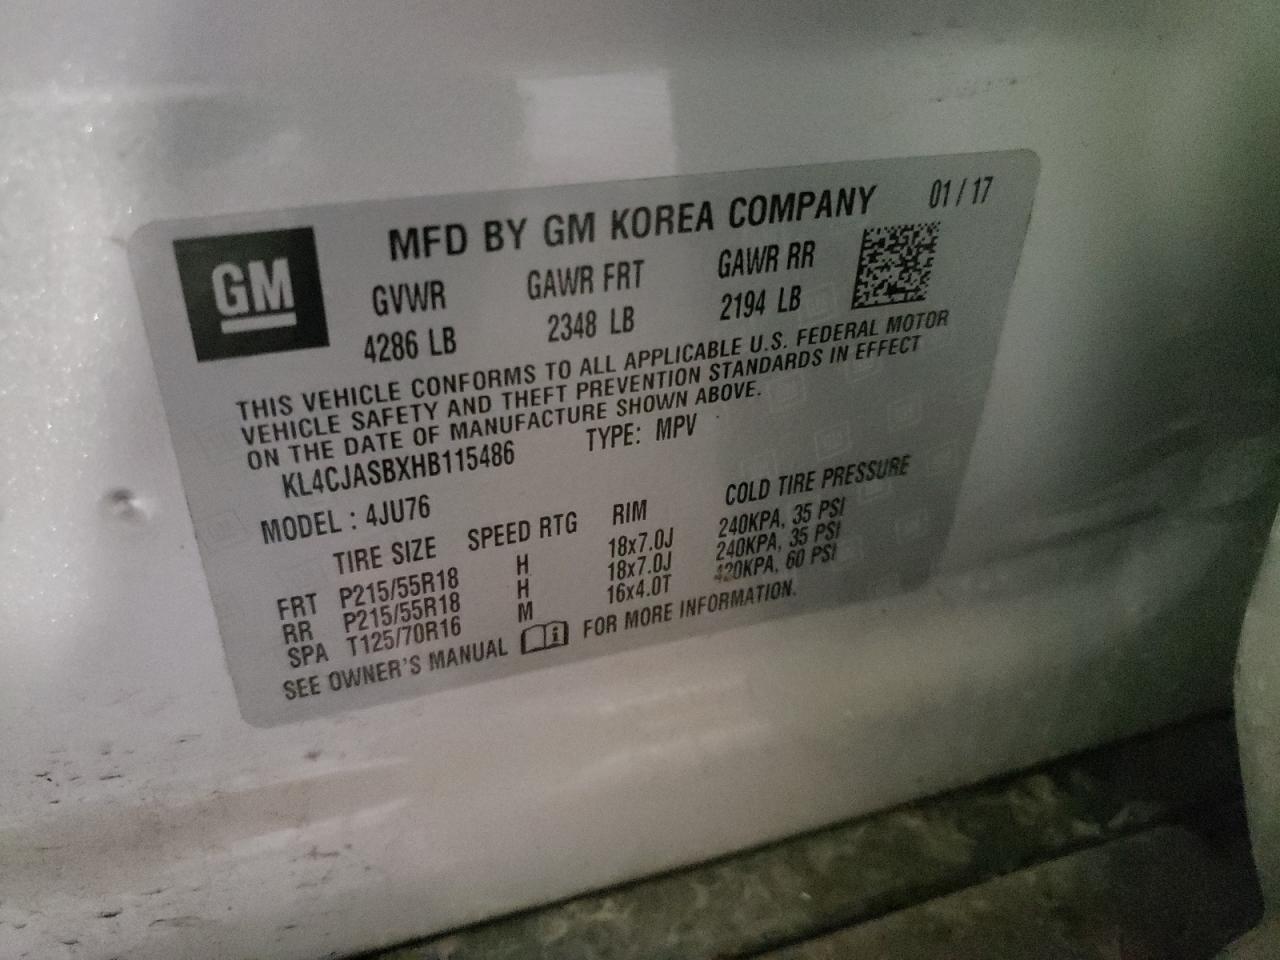 GM
MFD BY GM KOREA COMPANY 01/17
GVWR GAWR FRT GAWR RR
4286 LB 2348 LB 2194 LB
THIS VEHICLE CONFORMS TO ALL APPLICABLE U.S. FEDERAL MOTOR
VEHICLE SAFETY AND THEFT PREVENTION STANDARDS IN EFFECT
ON THE DATE OF MANUFACTURE SHOWN ABOVE.
KL4CJASBXHB115486 TYPE: MPV
MODEL : 4JU76
TIRE SIZE SPEED RTG RIM COLD TIRE PRESSURE
FRT P215/55R18 H 18x7.0J 240KPA, 35 PSI
RR P215/55R18 H 18x7.0J 240KPA, 35 PSI
SPA T125/70R16 M 16x4.0T 420KPA, 60 PSI
SEE OWNER'S MANUAL FOR MORE INFORMATION.